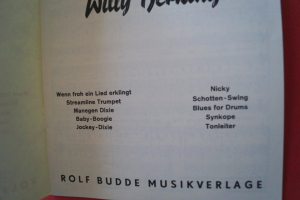 Willy
Wenn froh ein Lied erklingt
Streamline Trumpet
Manegen Dixie
Baby-Boogie
Jockey-Dixie
Nicky
Schotten-Swing
Blues for Drums
Synkope
Tonleiter
ROLF BUDDE MUSIKVERLAGE